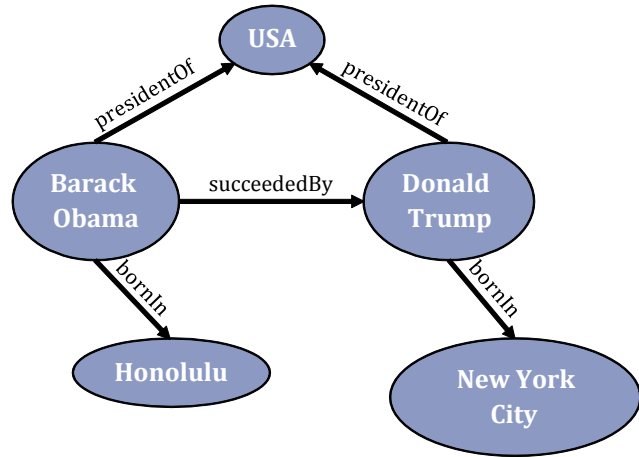 USA
presidentOf
presidentOf
Barack
Obama
succeededBy
Donald
Trump
bornIn
bornIn
Honolulu
New York
City